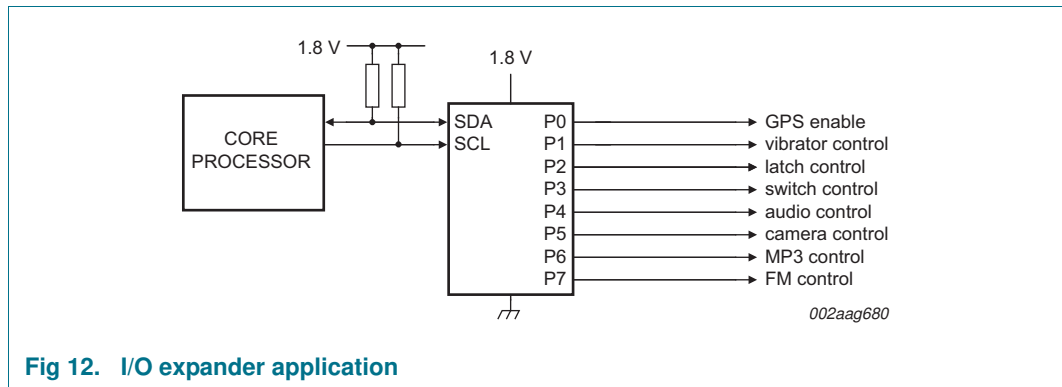 1.8 V
1.8 V
CORE
PROCESSOR
SDA
SCL
P0
P1
P2
P3
P4
P5
P6
P7
GPS enable
vibrator control
latch control
switch control
audio control
camera control
MP3 control
FM control
002aag680
Fig 12. I/O expander application